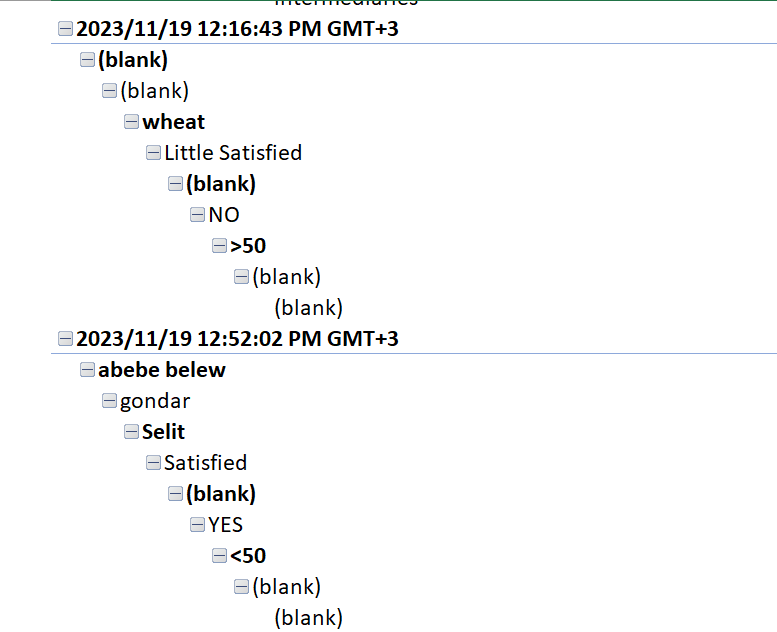 2023/11/19 12:16:43 PM GMT+3
(blank)
(blank)
wheat
Little Satisfied
(blank)
NO
>50
(blank)
(blank)
2023/11/19 12:52:02 PM GMT+3
abebe belew
gondar
Selit
Satisfied
(blank)
YES
<50
(blank)
(blank)